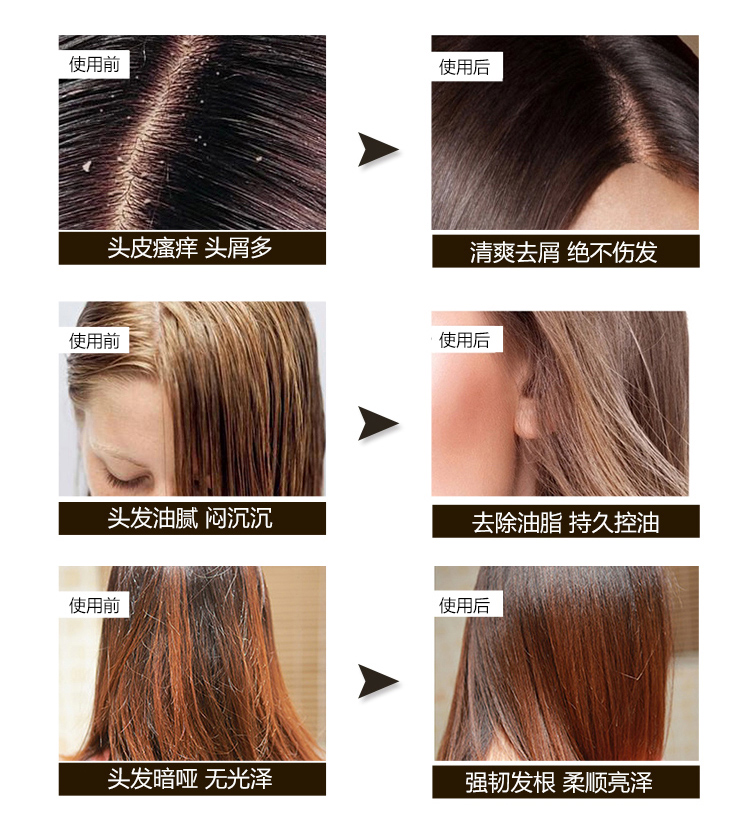 使用前
使用后
头皮瘙痒 头屑多
清爽去屑 绝不伤发
使用前
使用后
头发油腻 闷沉沉
去除油脂 持久控油
使用前
使用后
头发暗哑 无光泽
强韧发根 柔顺亮泽